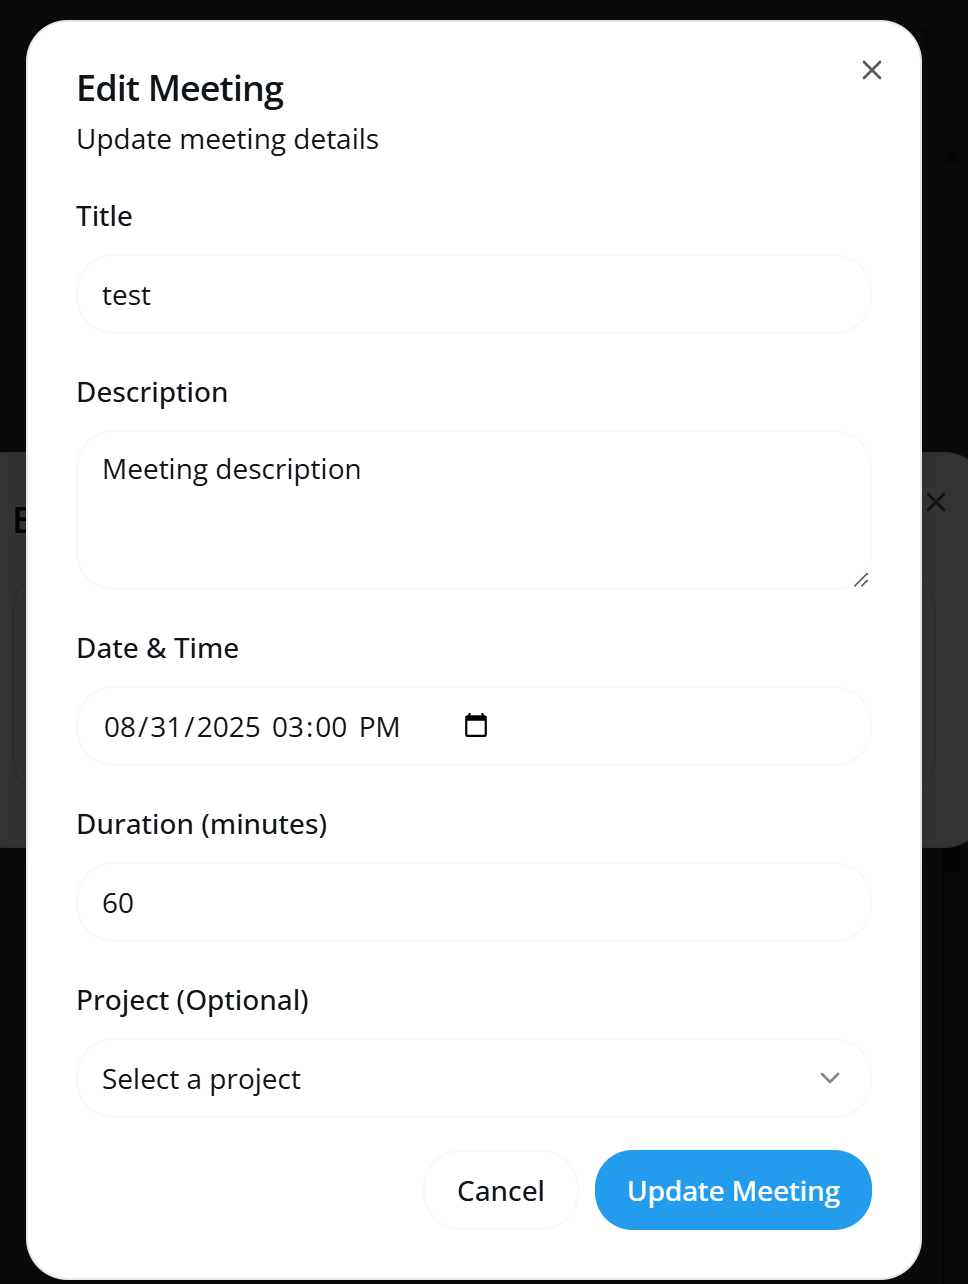 Edit Meeting
Update meeting details
Title
test
Description
Meeting description
Date & Time
08/31/2025 03:00 PM
Duration (minutes)
60
Project (Optional)
Select a project
Cancel
Update Meeting